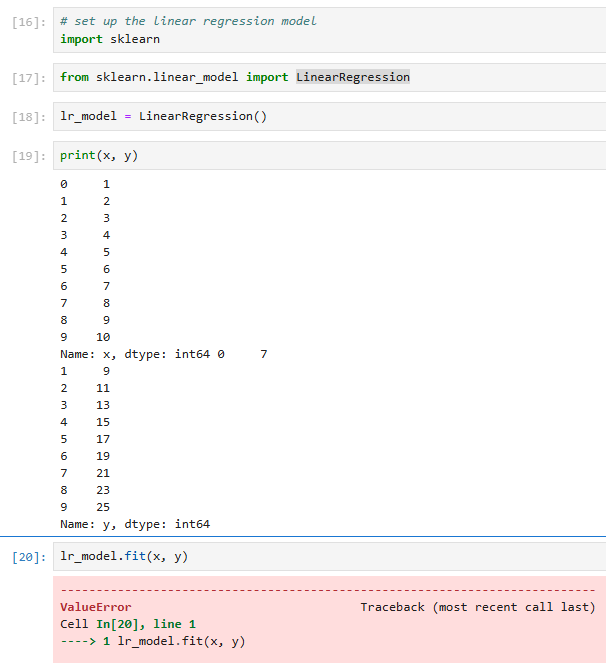 [16]: # set up the linear regression model
import sklearn
[17]: from sklearn.linear_model import LinearRegression
[18]: lr_model = LinearRegression()
[19]: print(x, y)
0     1
1     2
2     3
3     4
4     5
5     6
6     7
7     8
8     9
9    10
Name: x, dtype: int64 0     7
1     9
2    11
3    13
4    15
5    17
6    19
7    21
8    23
9    25
Name: y, dtype: int64
[20]: lr_model.fit(x, y)
---------------------------------------------------------------------------
ValueError                                Traceback (most recent call last)
Cell In[20], line 1
----> 1 lr_model.fit(x, y)